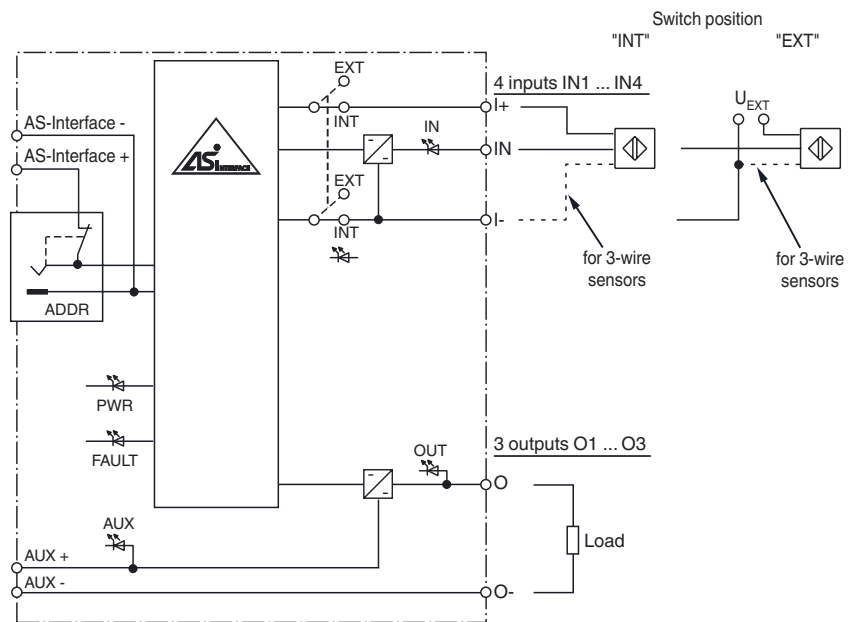 Switch position
"INT"
"EXT"
EXT
4 inputs IN1 ... IN4
UEXT
I+
INT
AS-Interface -
IN
IN
ASI INTERFACE
AS-Interface +
EXT
I-
INT
for 3-wire
sensors
for 3-wire
sensors
ADDR
PWR
FAULT
OUT
3 outputs O1 ... O3
O
AUX
Load
AUX +
AUX -
O-